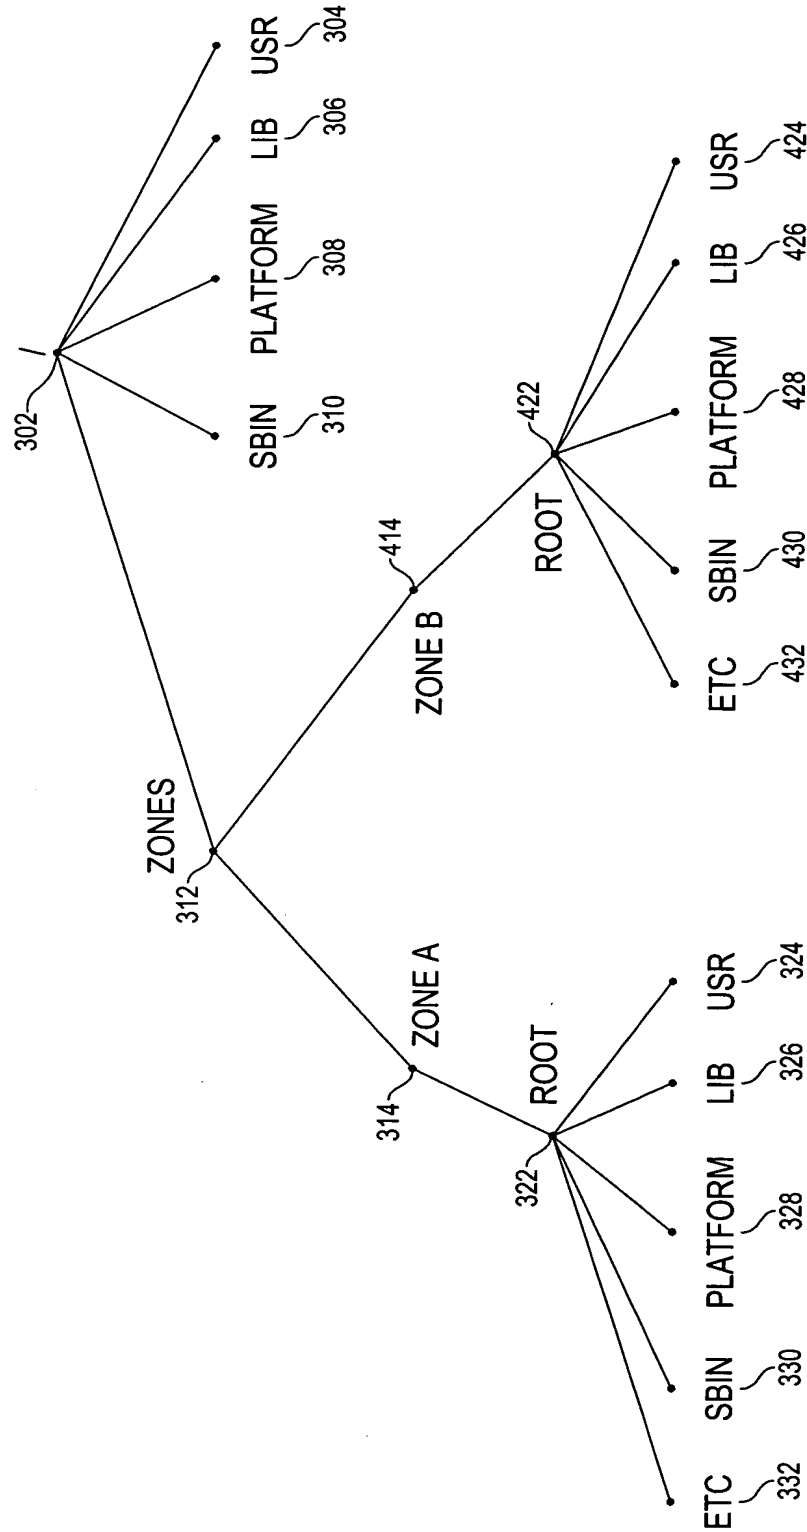 /
302
ZONES
312
SBIN
310
PLATFORM
308
LIB
306
USR
304
314
ZONE A
ZONE B
414
322
ROOT
ROOT
422
ETC
332
SBIN
330
PLATFORM
328
LIB
326
USR
324
ETC
432
SBIN
430
PLATFORM
428
LIB
426
USR
424